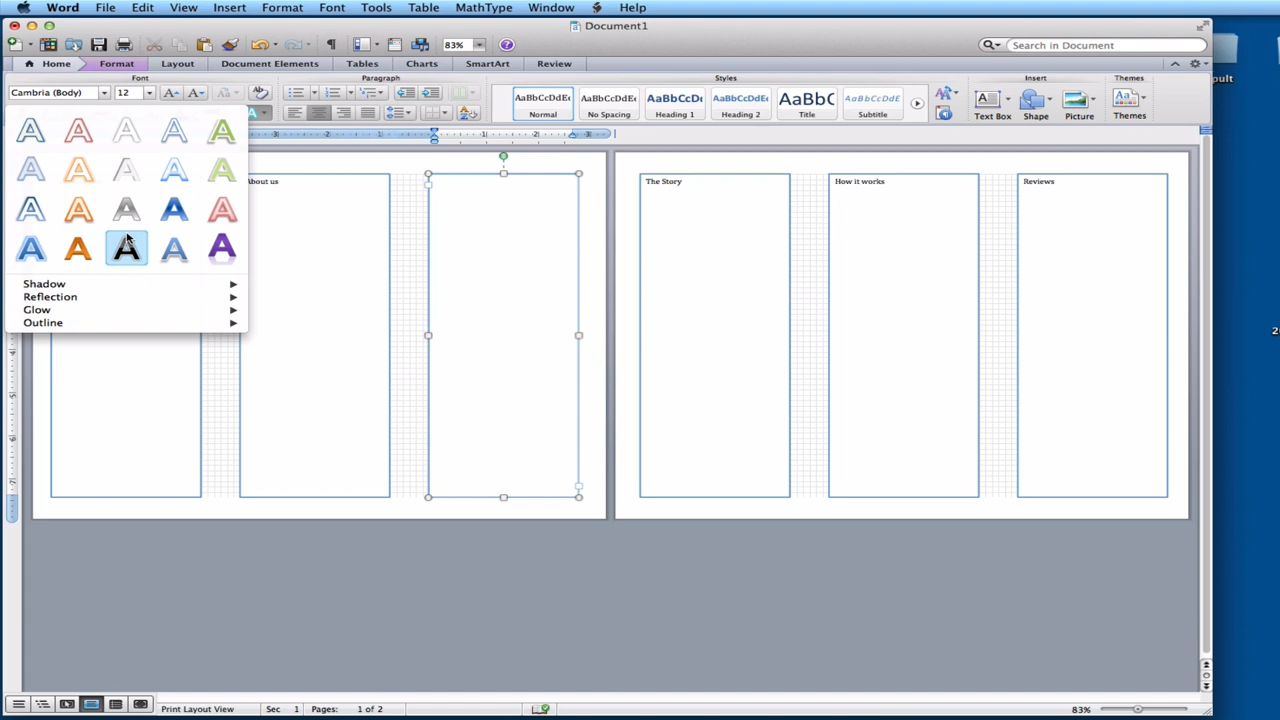 Word File Edit View Insert Format Font Tools Table MathType Window Help
Document1
83% Search in Document
Home Format Layout Document Elements Tables Charts SmartArt Review
Font Paragraph Styles Insert Themes
Cambria (Body) 12
AaBbCcDdEe AaBbCcDdEe AaBbCcDd AaBbCcDdEe AaBbC AaBbCcDdEe Aa
Normal No Spacing Heading 1 Heading 2 Title Subtitle Text Box Shape Picture Themes
A A A A A
A A A A A
A A A A A
A A A A A
Shadow
Reflection
Glow
Outline
About us
The Story How it works Reviews
Print Layout View Sec 1 Pages: 1 of 2 83%